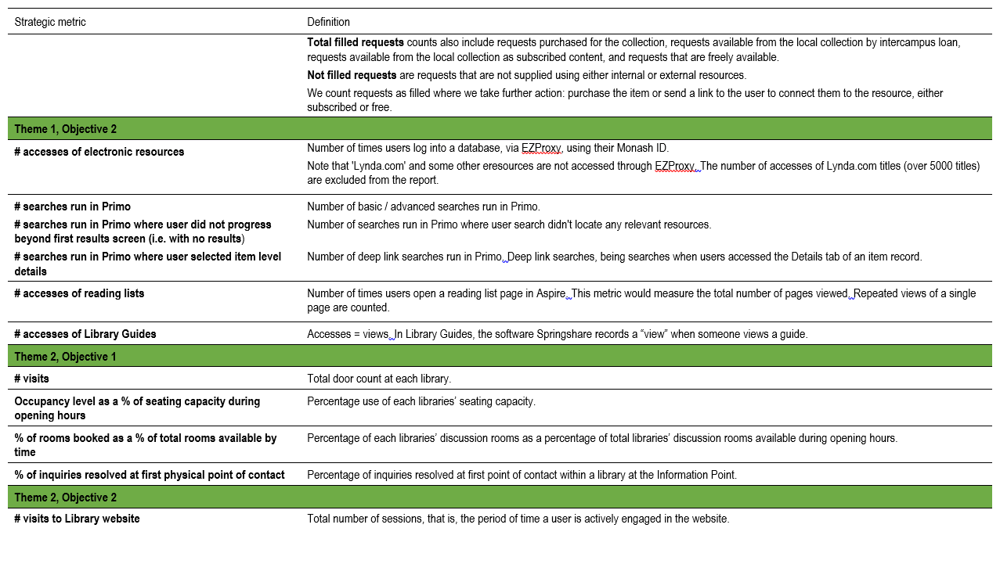 Strategic metric
Definition
Total filled requests counts also include requests purchased for the collection, requests available from the local collection by intercampus loan,
requests available from the local collection as subscribed content, and requests that are freely available.
Not filled requests are requests that are not supplied using either internal or external resources.
We count requests as filled where we take further action: purchase the item or send a link to the user to connect them to the resource, either
subscribed or free.
Theme 1, Objective 2
# accesses of electronic resources
Number of times users log into a database, via EZProxy, using their Monash ID.
Note that 'Lynda.com' and some other eresources are not accessed through EZProxy. The number of accesses of Lynda.com titles (over 5000 titles)
are excluded from the report.
# searches run in Primo
Number of basic / advanced searches run in Primo.
# searches run in Primo where user did not progress
beyond first results screen (i.e. with no results)
Number of searches run in Primo where user search didn't locate any relevant resources.
# searches run in Primo where user selected item level
details
Number of deep link searches run in Primo. Deep link searches, being searches when users accessed the Details tab of an item record.
# accesses of reading lists
Number of times users open a reading list page in Aspire. This metric would measure the total number of pages viewed. Repeated views of a single
page are counted.
# accesses of Library Guides
Accesses = views. In Library Guides, the software Springshare records a “view” when someone views a guide.
Theme 2, Objective 1
# visits
Total door count at each library.
Occupancy level as a % of seating capacity during
opening hours
Percentage use of each libraries’ seating capacity.
% of rooms booked as a % of total rooms available by
time
Percentage of each libraries’ discussion rooms as a percentage of total libraries’ discussion rooms available during opening hours.
% of inquiries resolved at first physical point of contact
Percentage of inquiries resolved at first point of contact within a library at the Information Point.
Theme 2, Objective 2
# visits to Library website
Total number of sessions, that is, the period of time a user is actively engaged in the website.